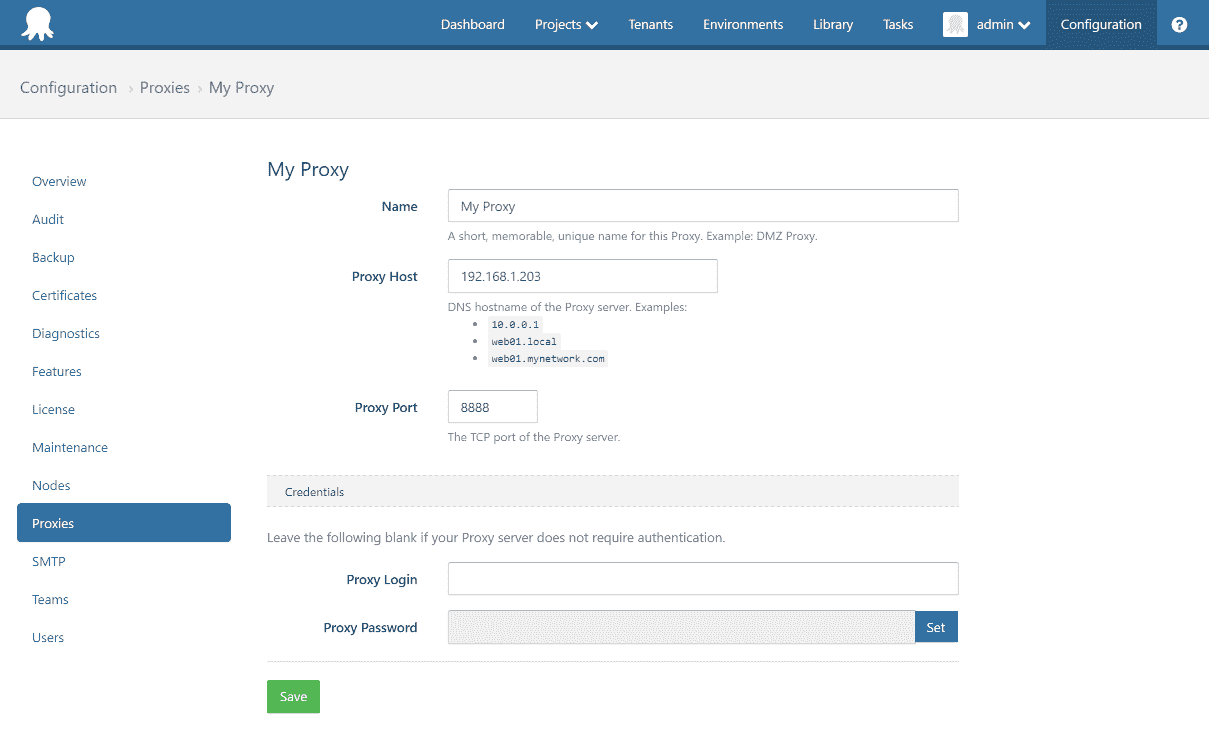 Dashboard Projects Tenants Environments Library Tasks admin Configuration ?
Configuration › Proxies › My Proxy
Overview
Audit
Backup
Certificates
Diagnostics
Features
License
Maintenance
Nodes
Proxies
SMTP
Teams
Users
My Proxy
Name My Proxy
A short, memorable, unique name for this Proxy. Example: DMZ Proxy.
Proxy Host 192.168.1.203
DNS hostname of the Proxy server. Examples:
• 10.0.0.1
• web01.local
• web01.mynetwork.com
Proxy Port 8888
The TCP port of the Proxy server.
Credentials
Leave the following blank if your Proxy server does not require authentication.
Proxy Login
Proxy Password Set
Save